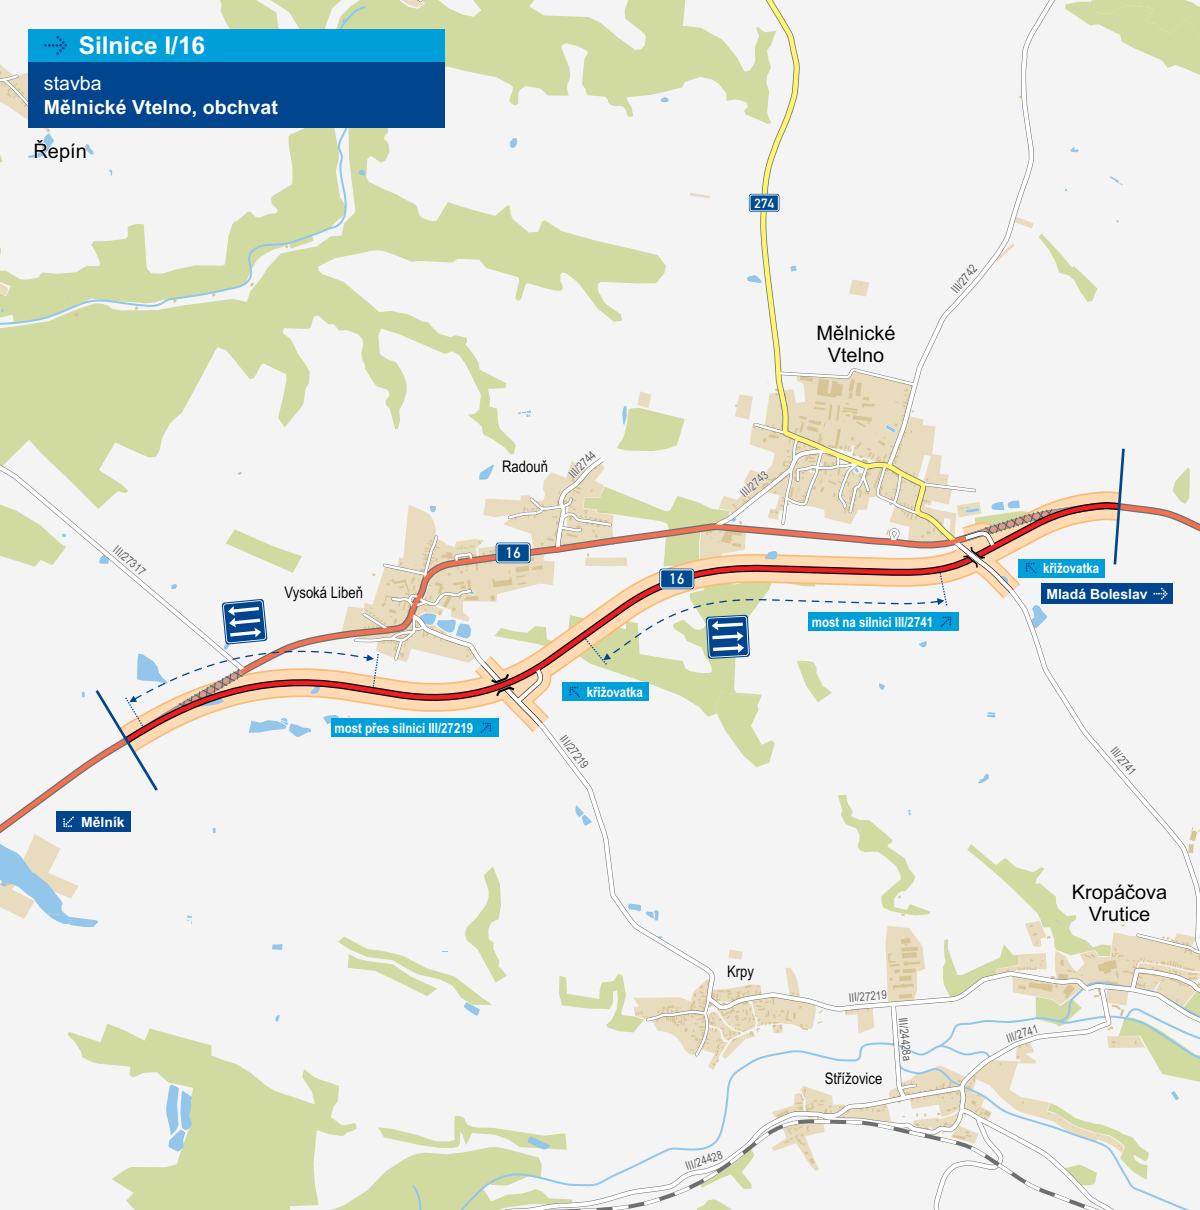 Silnice I/16
stavba
Mělnické Vtelno, obchvat
Řepín
274
III/2742
Mělnické
Vtelno
Radouň
III/2744
III/2743
16
III/27317
Vysoká Libeň
16
křižovatka
Mladá Boleslav
most na silnici III/2741
křižovatka
most přes silnici III/27219
III/27219
III/2741
Mělník
Kropáčova
Vrutice
Krpy
III/27219
III/24428a
III/2741
Střížovice
III/24428